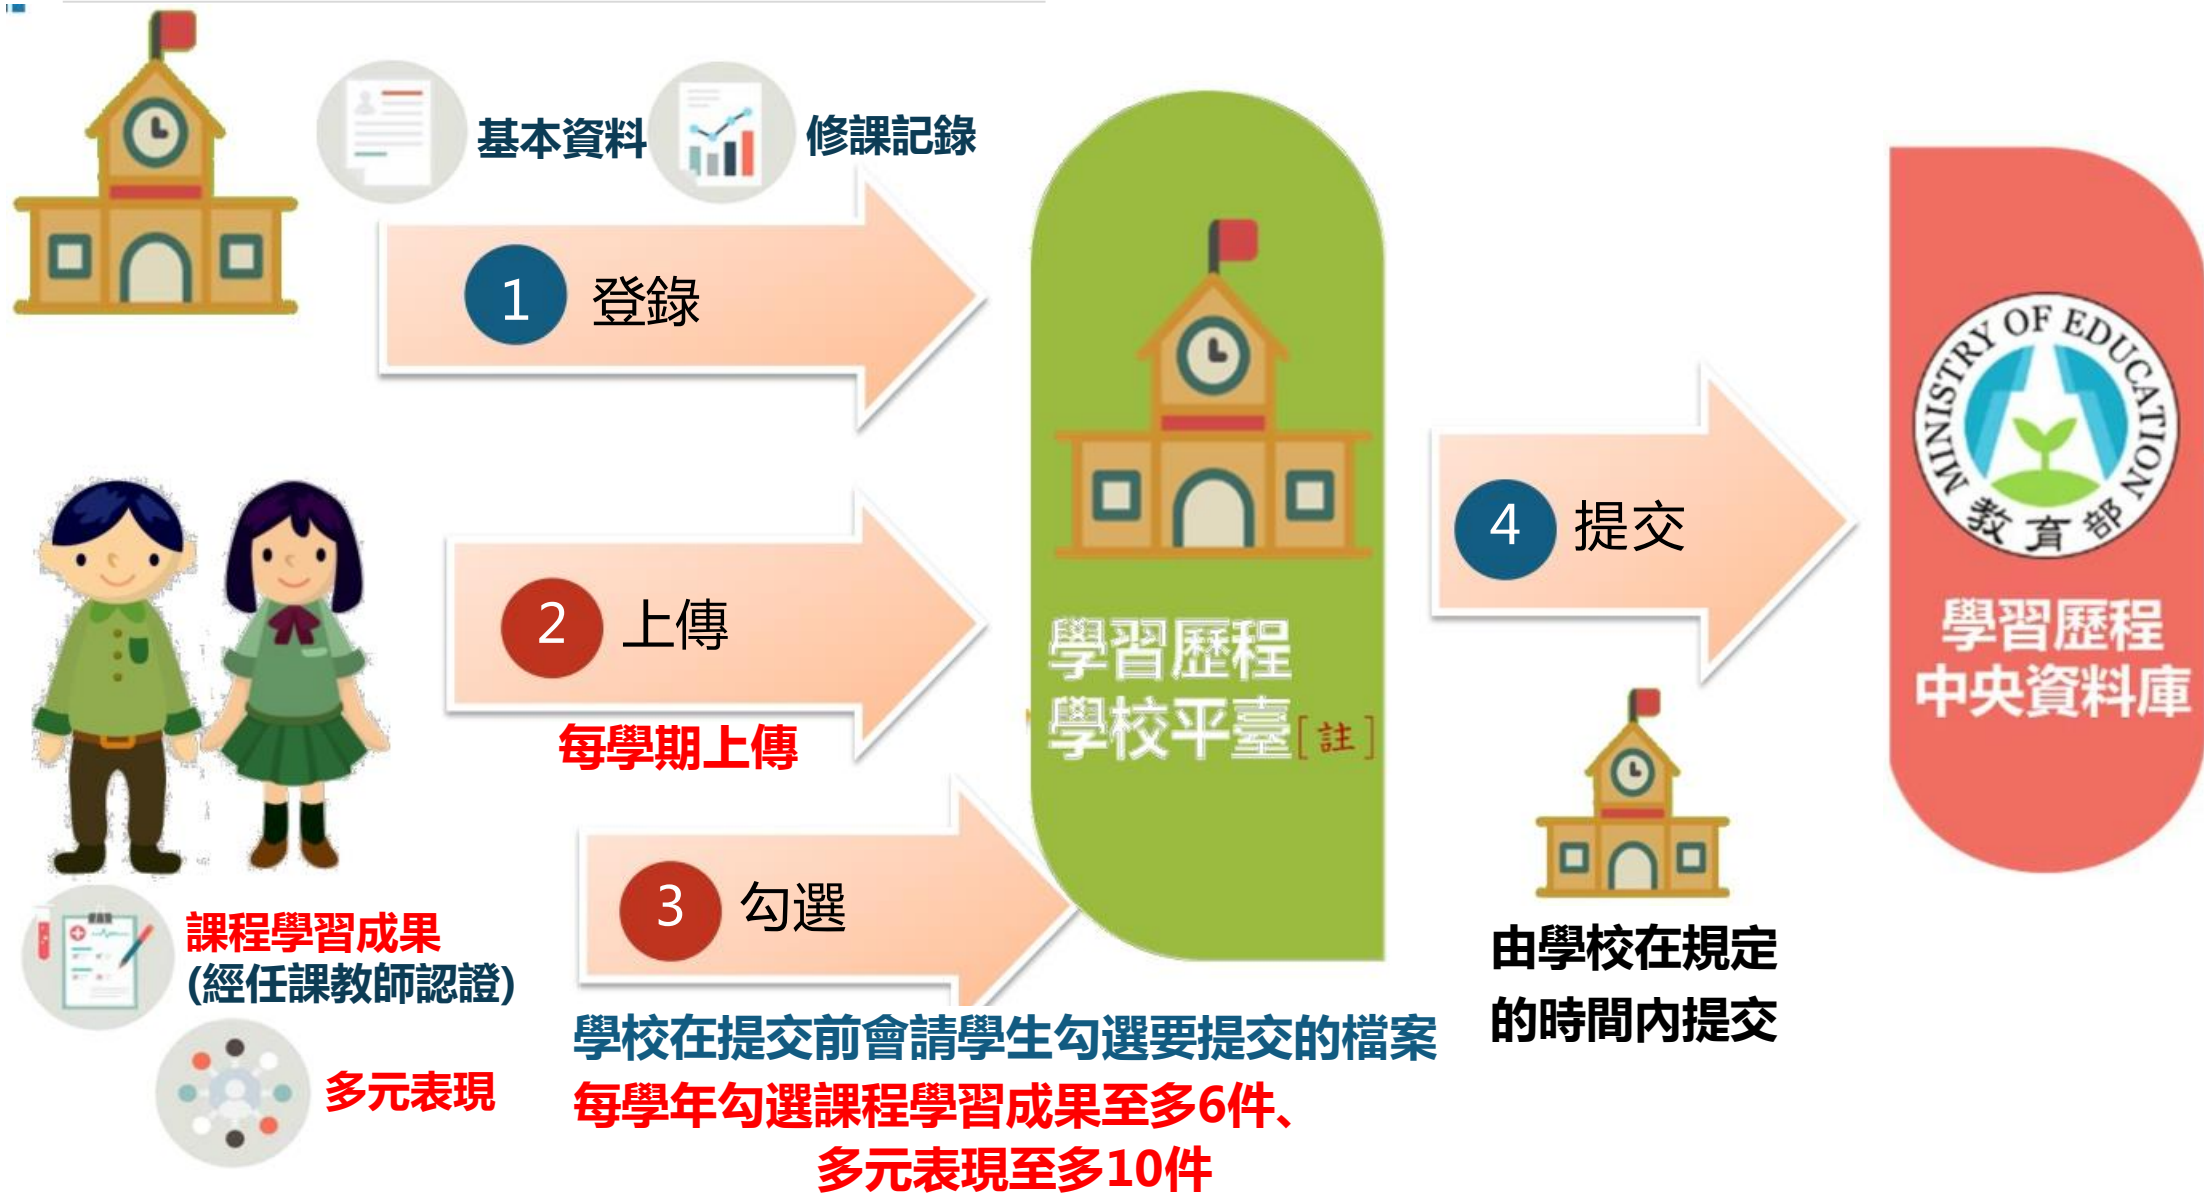 基本資料
修課記錄
1 登錄
2 上傳
每學期上傳
3 勾選
課程學習成果
(經任課教師認證)
多元表現
學校在提交前會請學生勾選要提交的檔案
每學年勾選課程學習成果至多6件、
多元表現至多10件
學習歷程
學校平臺[註]
4 提交
由學校在規定
的時間內提交
MINISTRY OF EDUCATION
教育部
學習歷程
中央資料庫